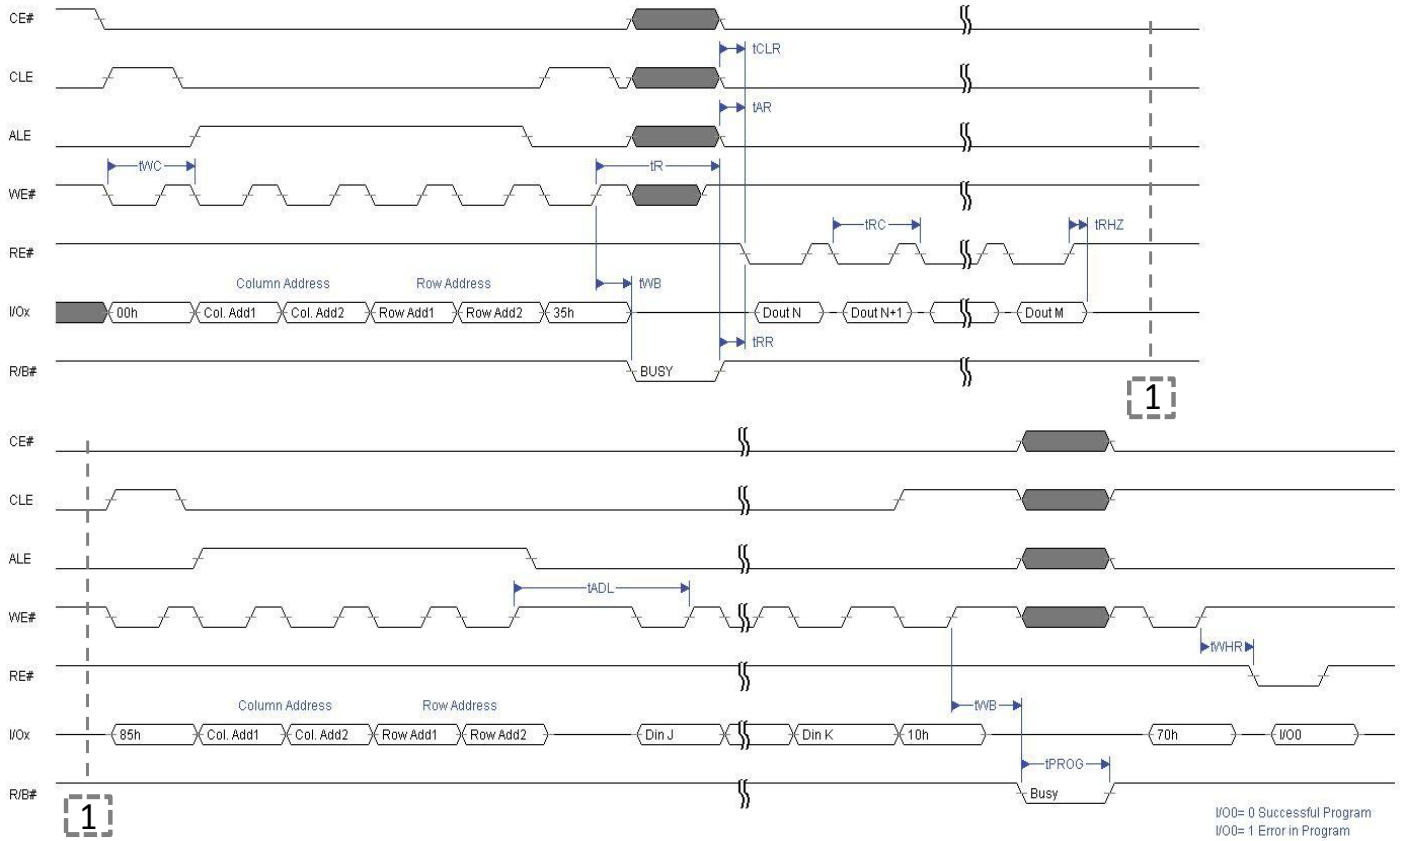 CE#
tCLR
CLE
tAR
ALE
tWC tR
WE#
tRC tRHZ
RE#
Column Address Row Address tWB
I/Ox 00h Col. Add1 Col. Add2 Row Add1 Row Add2 35h Dout N Dout N+1 Dout M
tRR
R/B# BUSY
1
CE#
CLE
ALE
tADL
WE#
tWHR
RE#
Column Address Row Address tWB
I/Ox 85h Col. Add1 Col. Add2 Row Add1 Row Add2 Din J Din K 10h 70h I/O0
tPROG
R/B# Busy
1
I/O0= 0 Successful Program
I/O0= 1 Error in Program